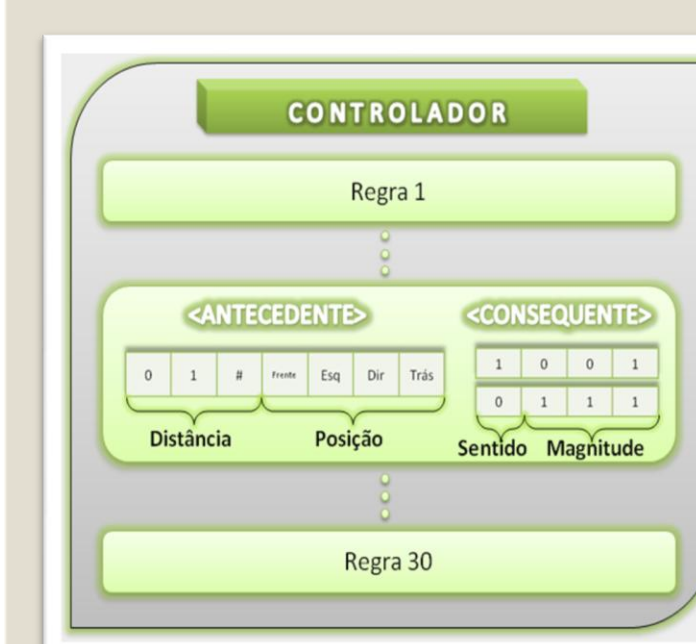 CONTROLADOR
Regra 1
<ANTECEDENTE>
0 1 # Frente Esq Dir Trás
Distância Posição
<CONSEQUENTE>
1 0 0 1
0 1 1 1
Sentido Magnitude
Regra 30